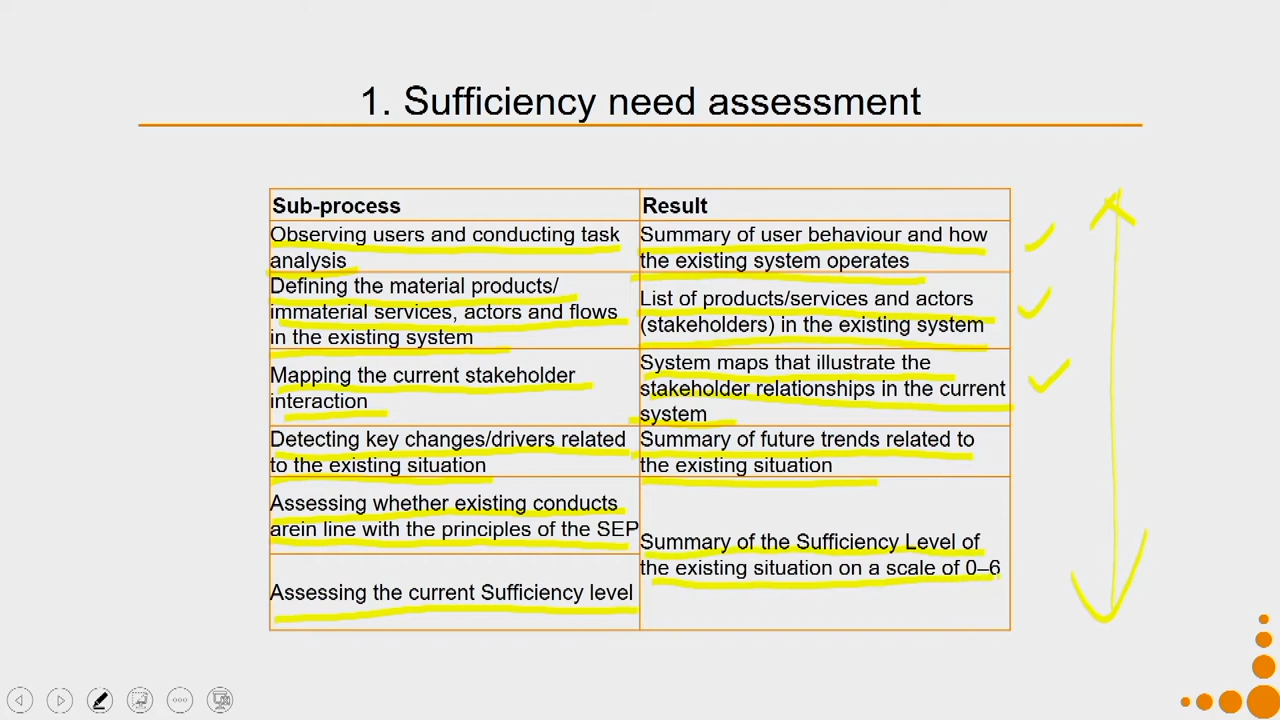 1. Sufficiency need assessment
Sub-process
Result
Observing users and conducting task
analysis
Summary of user behaviour and how
the existing system operates
Defining the material products/
immaterial services, actors and flows
in the existing system
List of products/services and actors
(stakeholders) in the existing system
Mapping the current stakeholder
interaction
System maps that illustrate the
stakeholder relationships in the current
system
Detecting key changes/drivers related
to the existing situation
Summary of future trends related to
the existing situation
Assessing whether existing conducts
arein line with the principles of the SEP
Assessing the current Sufficiency level
Summary of the Sufficiency Level of
the existing situation on a scale of 0–6